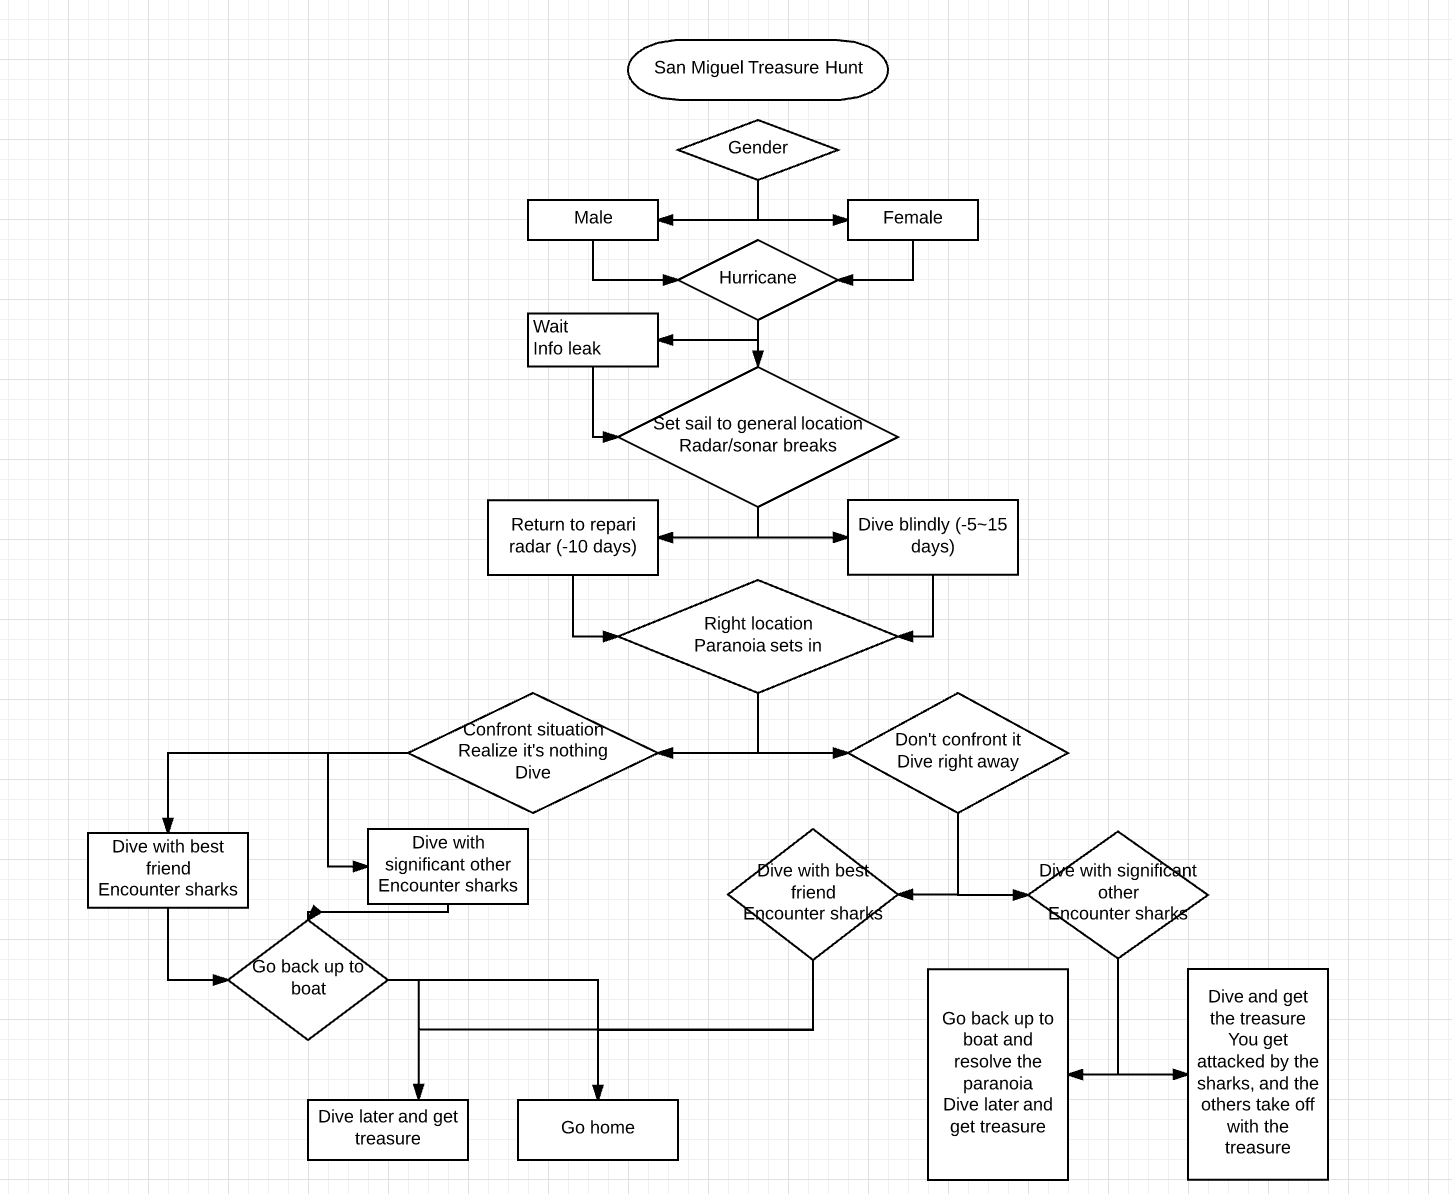 San Miguel Treasure Hunt
Gender
Male
Female
Hurricane
Wait
Info leak
Set sail to general location
Radar/sonar breaks
Return to repari
radar (-10 days)
Dive blindly (-5~15
days)
Right location
Paranoia sets in
Confront situation
Realize it's nothing
Dive
Don't confront it
Dive right away
Dive with best
friend
Encounter sharks
Dive with
significant other
Encounter sharks
Dive with best
friend
Encounter sharks
Dive with significant
other
Encounter sharks
Go back up to
boat
Go back up to
boat and
resolve the
paranoia
Dive later and
get treasure
Dive and get
the treasure
You get
attacked by the
sharks, and the
others take off
with the
treasure
Dive later and get
treasure
Go home